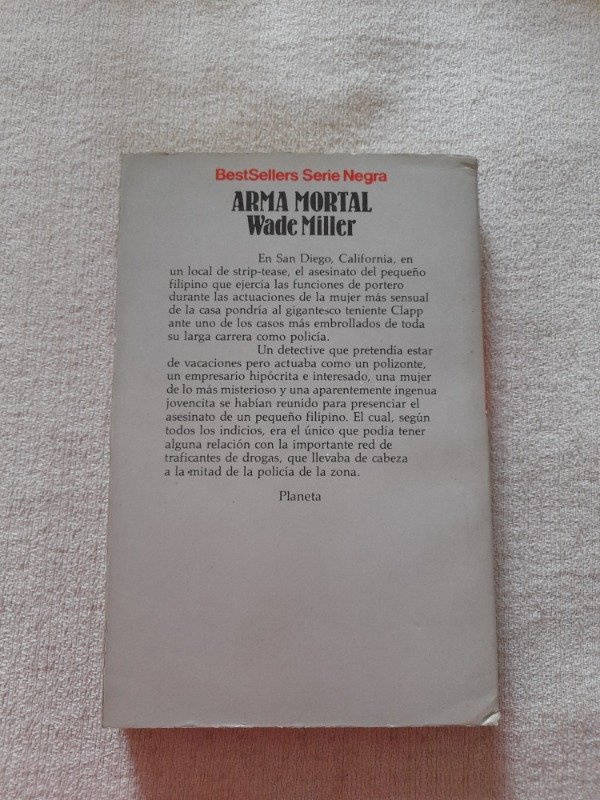 BestSellers Serie Negra
ARMA MORTAL
Wade Miller
En San Diego, California, en
un local de strip-tease, el asesinato del pequeño
filipino que ejercía las funciones de portero
durante las actuaciones de la mujer más sensual
de la casa pondría al gigantesco teniente Clapp
ante uno de los casos más embrollados de toda
su larga carrera como policía.
Un detective que pretendía estar
de vacaciones pero actuaba como un polizonte,
un empresario hipócrita e interesado, una mujer
de lo más misterioso y una aparentemente ingenua
jovencita se habían reunido para presenciar el
asesinato de un pequeño filipino. El cual, según
todos los indicios, era el único que podía tener
alguna relación con la importante red de
traficantes de drogas, que llevaba de cabeza
a la mitad de la policía de la zona.
Planeta